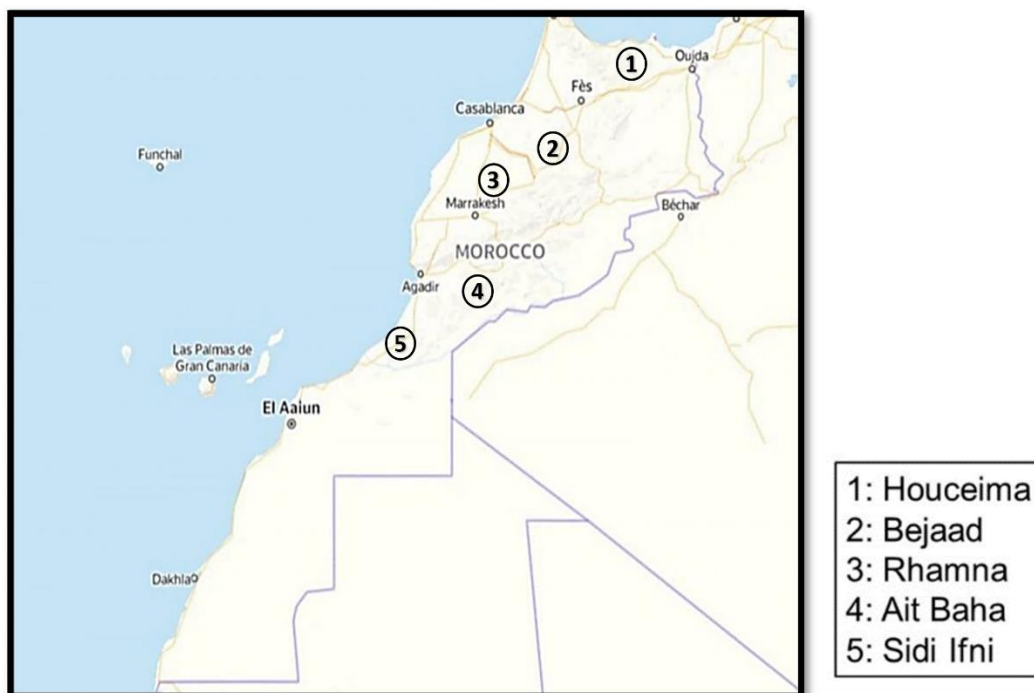 1
Oujda
Fès
Casablanca
2
Funchal
3
Marrakesh
Béchar
MOROCCO
Agadir
4
5
Las Palmas de
Gran Canaria
El Aaiun
Dakhla
1: Houceima
2: Bejaad
3: Rhamna
4: Ait Baha
5: Sidi Ifni